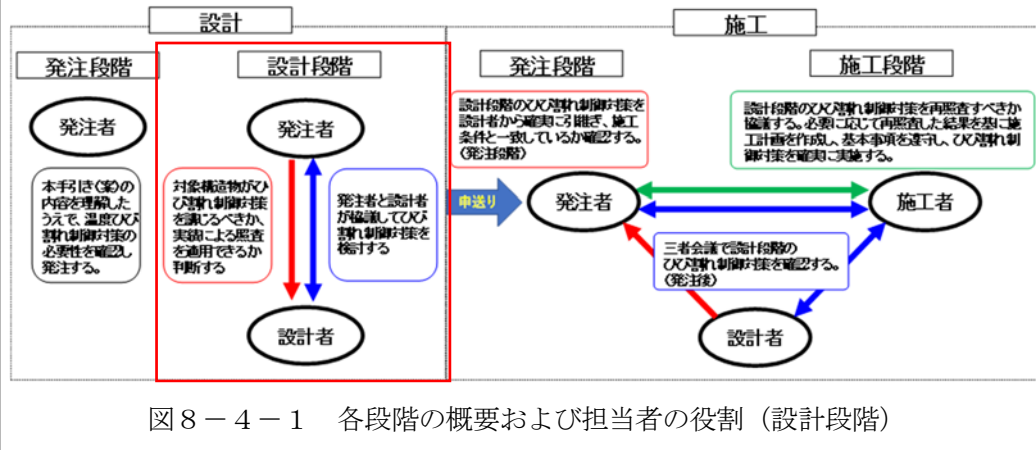 設計
発注段階
発注者
本手引き(案)の
内容を理解した
うえで、温度ひび
割れ制御対策の
必要性を確認し
発注する。
設計段階
発注者
対象構造物がひ
び割れ制御対策
を講じるべきか、
実績による照査
を適用できるか
判断する
発注者と設計者
が協議してひび
割れ制御対策を
検討する
設計者
申送り
施工
発注段階
設計段階のひび割れ制御対策を
設計者から確実に引継ぎ、施工
条件と一致しているか確認する。
(発注段階)
発注者
施工段階
設計段階のひび割れ制御対策を再照査すべきか
協議する。必要に応じて再照査した結果を基に施
工計画を作成し、基本事項を遵守し、ひび割れ制
御対策を確実に実施する。
施工者
三者会議で設計段階の
ひび割れ制御対策を確認する。
(発注後)
設計者
図8-4-1 各段階の概要および担当者の役割(設計段階)